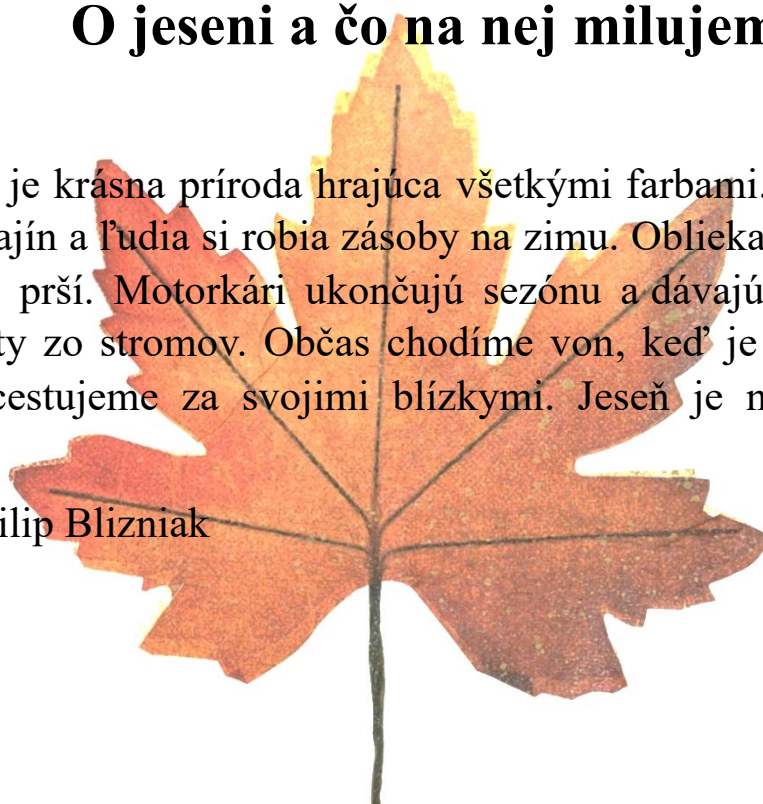 O jeseni a čo na nej milujem
je krásna príroda hrajúca všetkými farbami.
ajín a ľudia si robia zásoby na zimu. Oblieka
prší. Motorkári ukončujú sezónu a dávajú
ty zo stromov. Občas chodíme von, keď je
cestujeme za svojimi blízkymi. Jeseň je n
ilip Blizniak